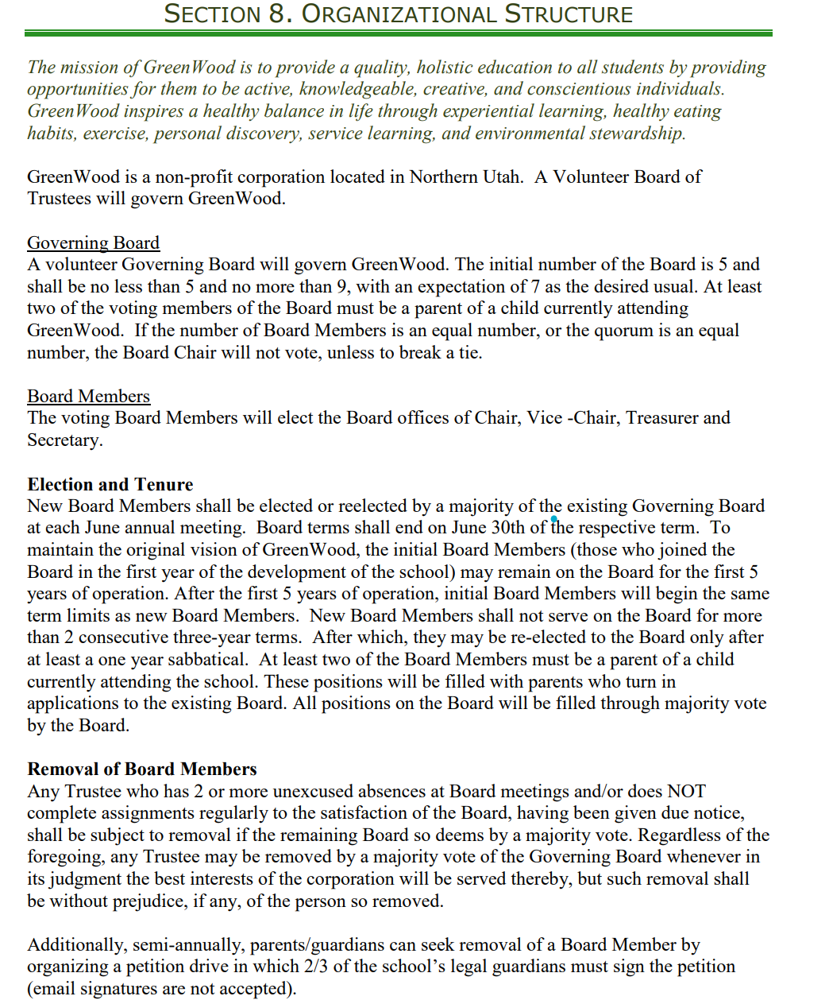 SECTION 8. ORGANIZATIONAL STRUCTURE
The mission of GreenWood is to provide a quality, holistic education to all students by providing
opportunities for them to be active, knowledgeable, creative, and conscientious individuals.
GreenWood inspires a healthy balance in life through experiential learning, healthy eating
habits, exercise, personal discovery, service learning, and environmental stewardship.
GreenWood is a non-profit corporation located in Northern Utah.  A Volunteer Board of
Trustees will govern GreenWood.
Governing Board
A volunteer Governing Board will govern GreenWood. The initial number of the Board is 5 and
shall be no less than 5 and no more than 9, with an expectation of 7 as the desired usual. At least
two of the voting members of the Board must be a parent of a child currently attending
GreenWood.  If the number of Board Members is an equal number, or the quorum is an equal
number, the Board Chair will not vote, unless to break a tie.
Board Members
The voting Board Members will elect the Board offices of Chair, Vice -Chair, Treasurer and
Secretary.
Election and Tenure
New Board Members shall be elected or reelected by a majority of the existing Governing Board
at each June annual meeting.  Board terms shall end on June 30th of the respective term.  To
maintain the original vision of GreenWood, the initial Board Members (those who joined the
Board in the first year of the development of the school) may remain on the Board for the first 5
years of operation. After the first 5 years of operation, initial Board Members will begin the same
term limits as new Board Members.  New Board Members shall not serve on the Board for more
than 2 consecutive three-year terms.  After which, they may be re-elected to the Board only after
at least a one year sabbatical.  At least two of the Board Members must be a parent of a child
currently attending the school. These positions will be filled with parents who turn in
applications to the existing Board. All positions on the Board will be filled through majority vote
by the Board.
Removal of Board Members
Any Trustee who has 2 or more unexcused absences at Board meetings and/or does NOT
complete assignments regularly to the satisfaction of the Board, having been given due notice,
shall be subject to removal if the remaining Board so deems by a majority vote. Regardless of the
foregoing, any Trustee may be removed by a majority vote of the Governing Board whenever in
its judgment the best interests of the corporation will be served thereby, but such removal shall
be without prejudice, if any, of the person so removed.
Additionally, semi-annually, parents/guardians can seek removal of a Board Member by
organizing a petition drive in which 2/3 of the school's legal guardians must sign the petition
(email signatures are not accepted).